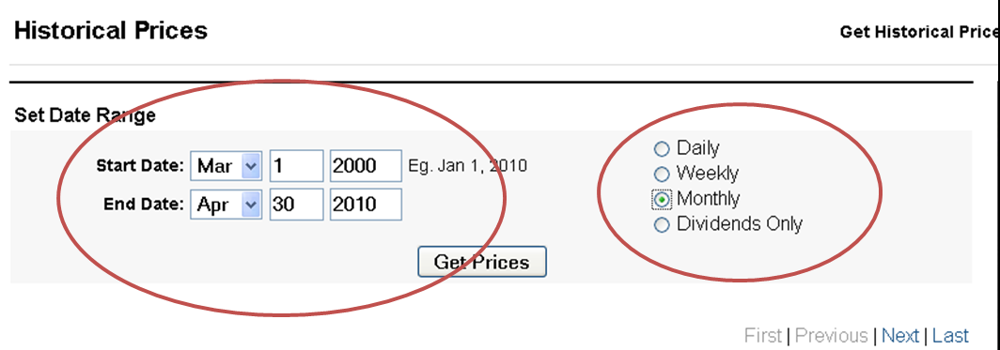 Historical Prices
Get Historical Price
Set Date Range
Start Date: Mar 1 2000 Eg. Jan 1, 2010
End Date: Apr 30 2010
Daily
Weekly
Monthly
Dividends Only
Get Prices
First | Previous | Next | Last